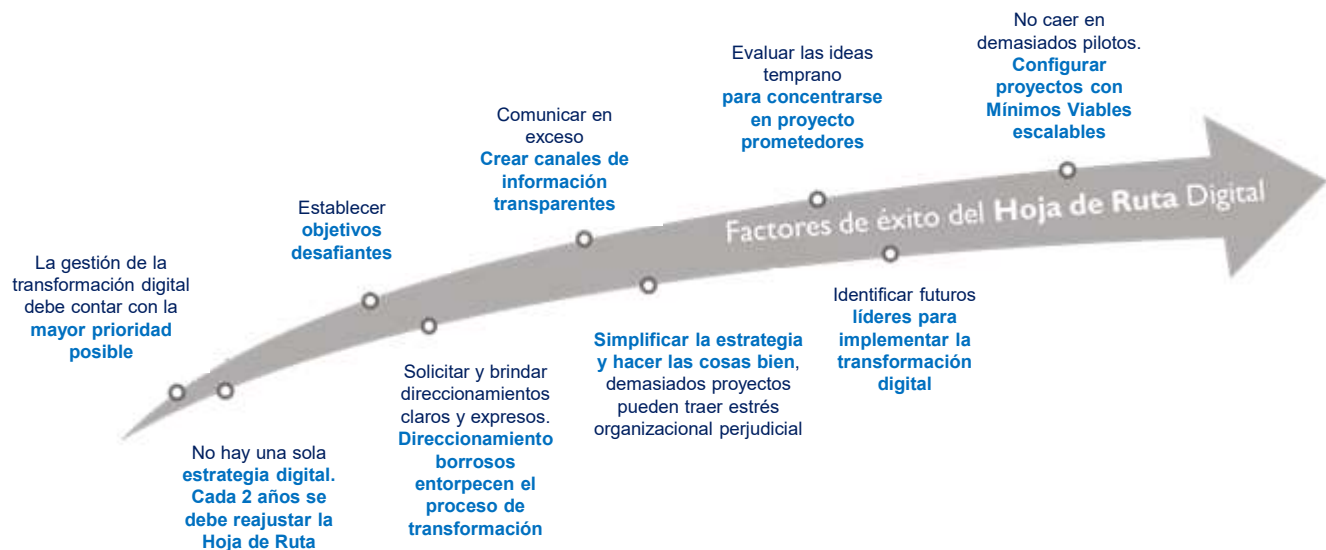 La gestión de la
transformación digital
debe contar con la
mayor prioridad
posible
No hay una sola
estrategia digital.
Cada 2 años se
debe reajustar la
Hoja de Ruta
Establecer
objetivos
desafiantes
Solicitar y brindar
direccionamientos
claros y expresos.
Direccionamiento
borrosos
entorpecen el
proceso de
transformación
Comunicar en
exceso
Crear canales de
información
transparentes
Simplificar la estrategia
y hacer las cosas bien,
demasiados proyectos
pueden traer estrés
organizacional perjudicial
Evaluar las ideas
temprano
para concentrarse
en proyecto
prometedores
Identificar futuros
líderes para
implementar la
transformación
digital
No caer en
demasiados pilotos.
Configurar
proyectos con
Mínimos Viables
escalables
Factores de éxito del Hoja de Ruta Digital